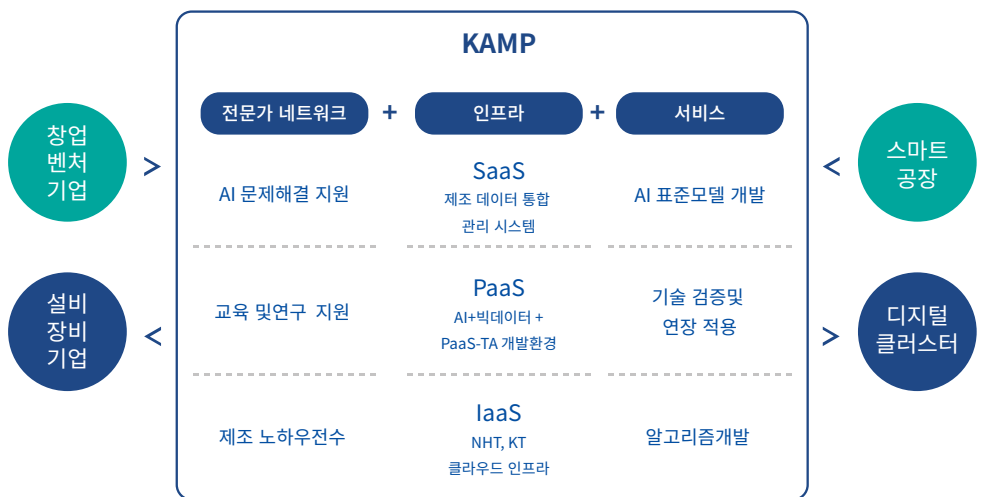 KAMP
전문가 네트워크 + 인프라 + 서비스
창업
벤처
기업
>
<
스마트
공장
AI 문제해결 지원
SaaS
제조 데이터 통합
관리 시스템
AI 표준모델 개발
설비
장비
기업
<
>
디지털
클러스터
교육 및연구 지원
PaaS
AI+빅데이터 +
PaaS-TA 개발환경
기술 검증및
연장 적용
제조 노하우전수
IaaS
NHT, KT
클라우드 인프라
알고리즘개발